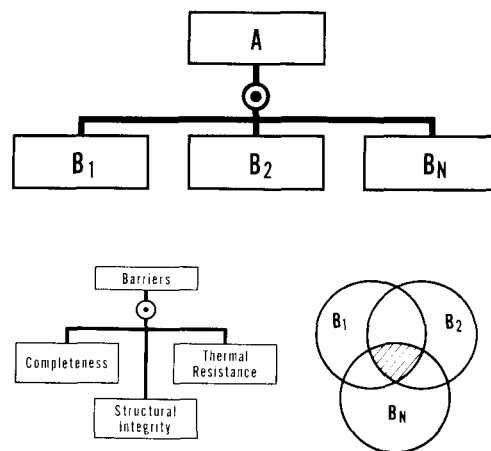 A
B1
B2
BN
Barriers
Completeness
Thermal
Resistance
Structural
Integrity
B1
B2
BN